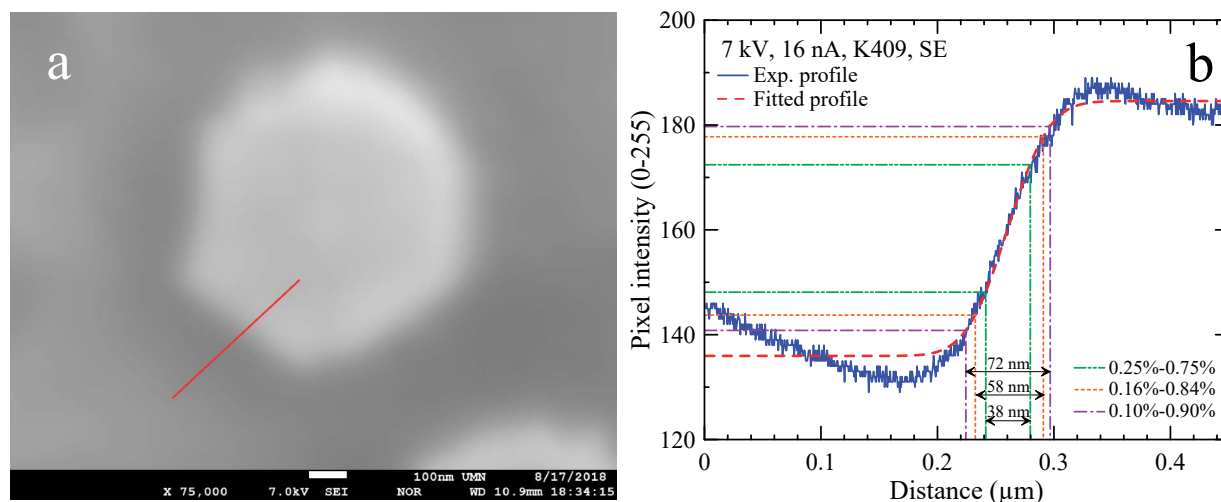 a
100nm UMN 8/17/2018
X 75,000 7.0kV SEI NOR WD 10.9mm 18:34:15
b
7 kV, 16 nA, K409, SE
Exp. profile
Fitted profile
Pixel intensity (0-255)
200
180
160
140
120
72 nm
58 nm
38 nm
0.25%-0.75%
0.16%-0.84%
0.10%-0.90%
0 0.1 0.2 0.3 0.4
Distance (µm)